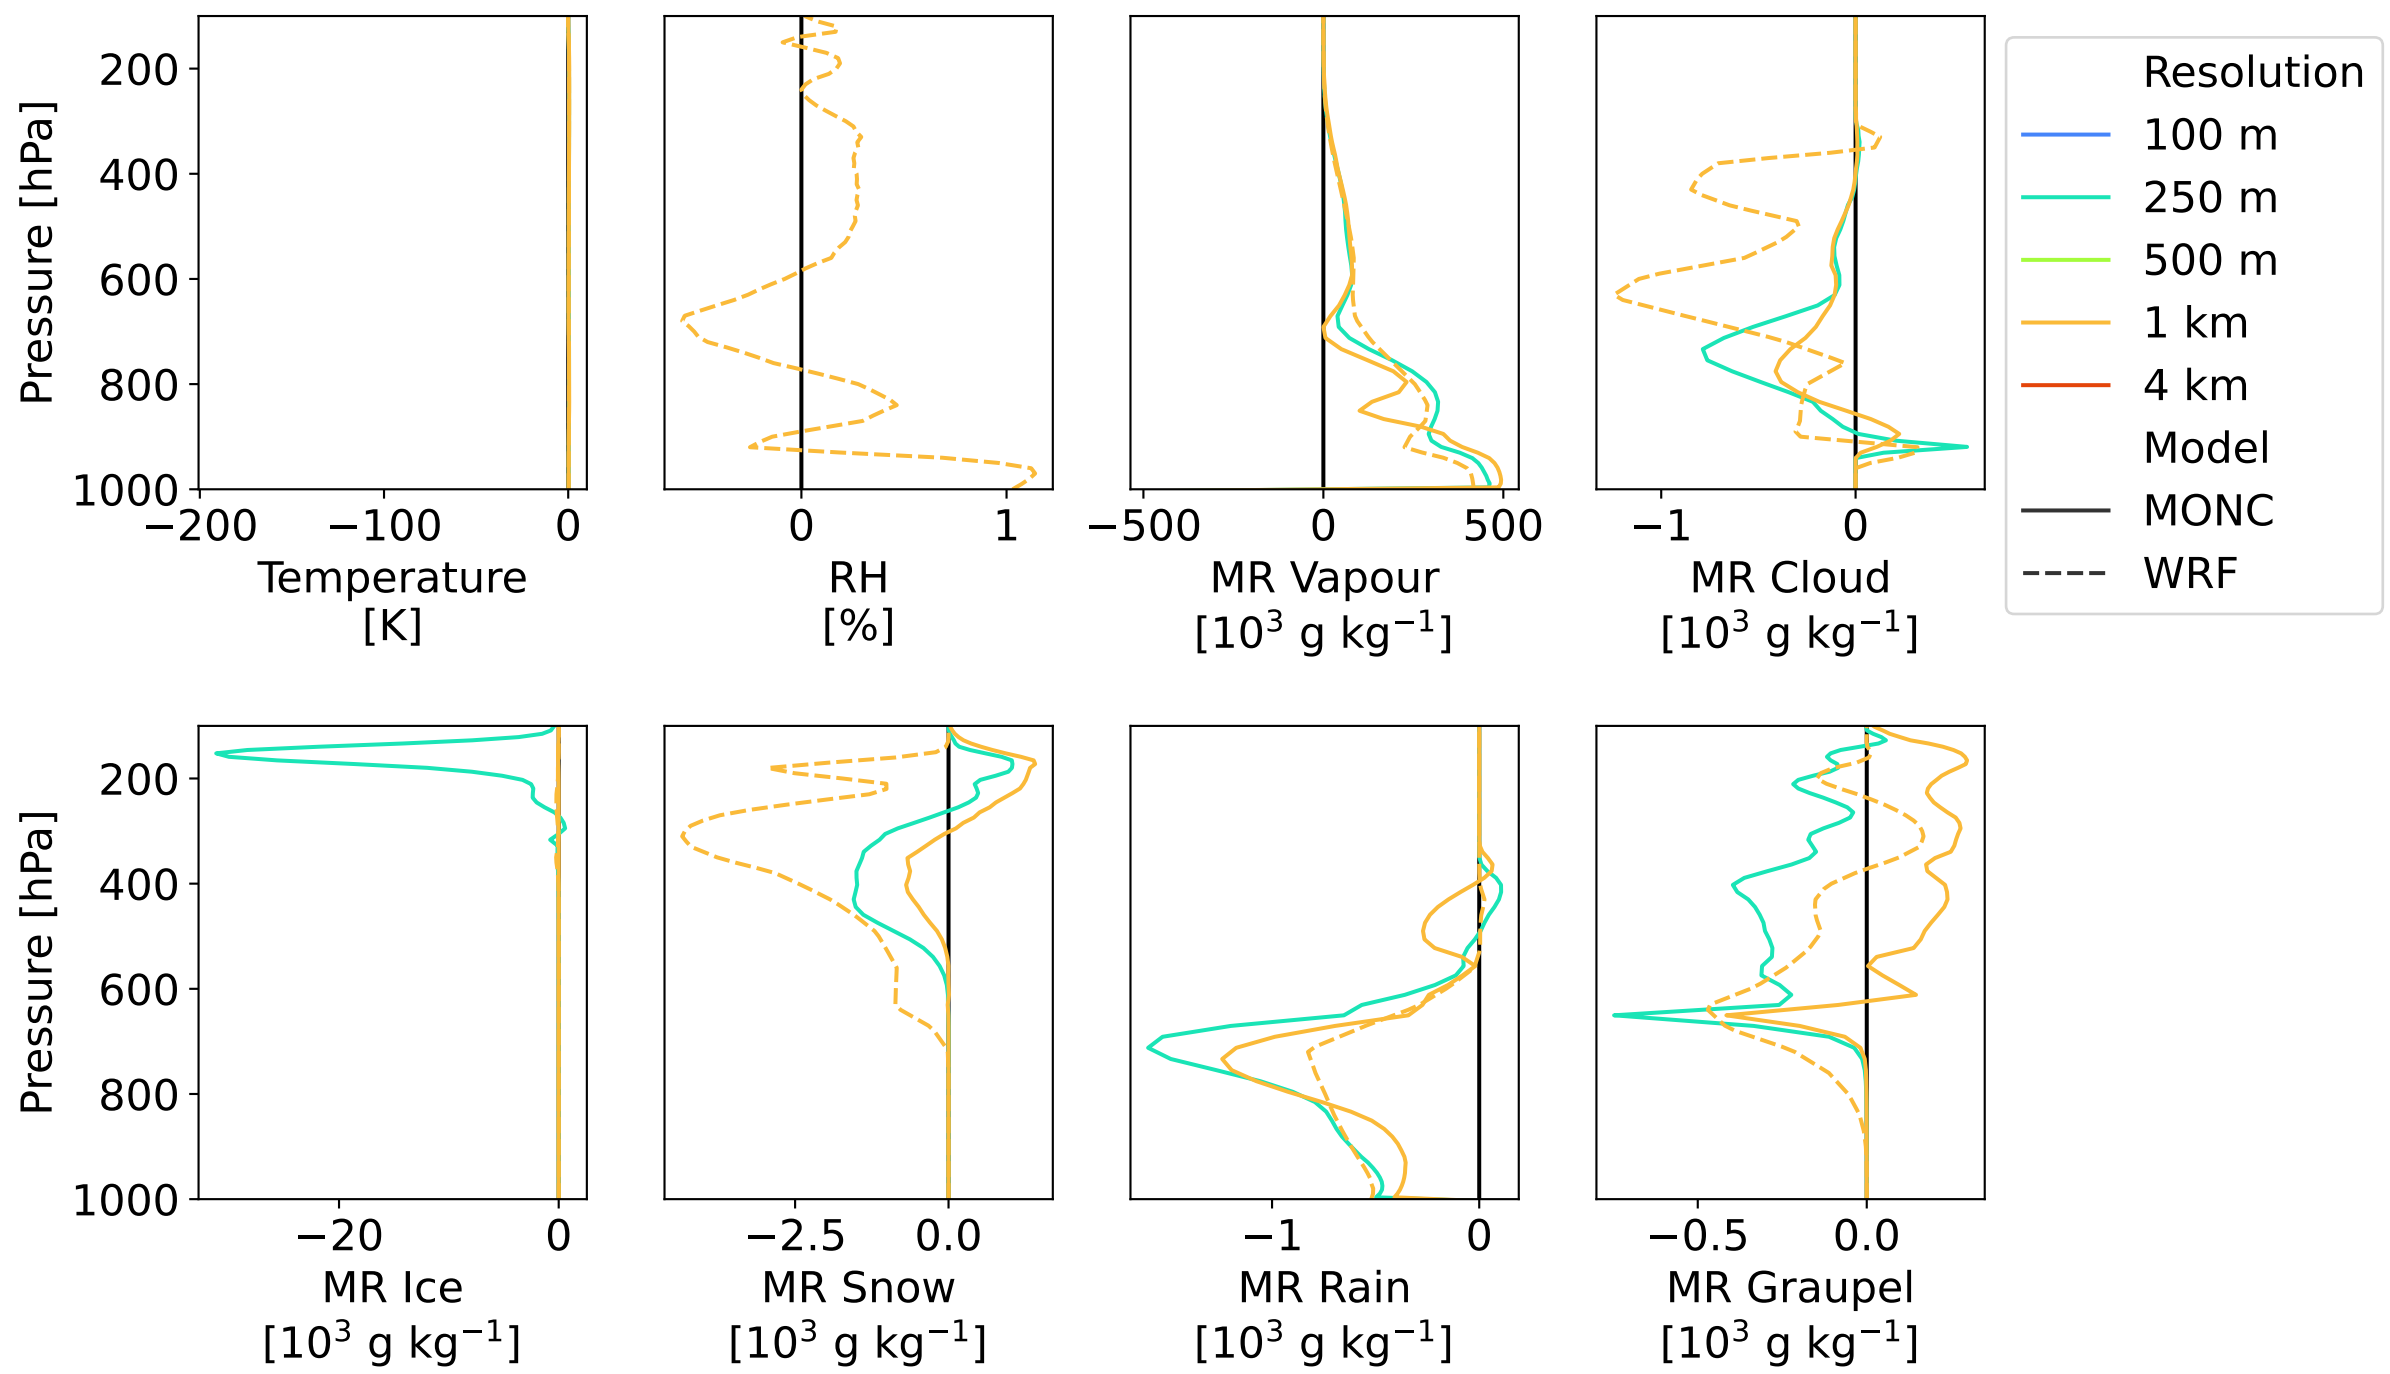 Pressure [hPa]
200
400
600
800
1000
−200 −100 0
Temperature
[K]
0 1
RH
[%]
−500 0 500
MR Vapour
[10³ g kg⁻¹]
−1 0
MR Cloud
[10³ g kg⁻¹]
Resolution
100 m
250 m
500 m
1 km
4 km
Model
MONC
WRF
Pressure [hPa]
200
400
600
800
1000
−20 0
MR Ice
[10³ g kg⁻¹]
−2.5 0.0
MR Snow
[10³ g kg⁻¹]
−1 0
MR Rain
[10³ g kg⁻¹]
−0.5 0.0
MR Graupel
[10³ g kg⁻¹]